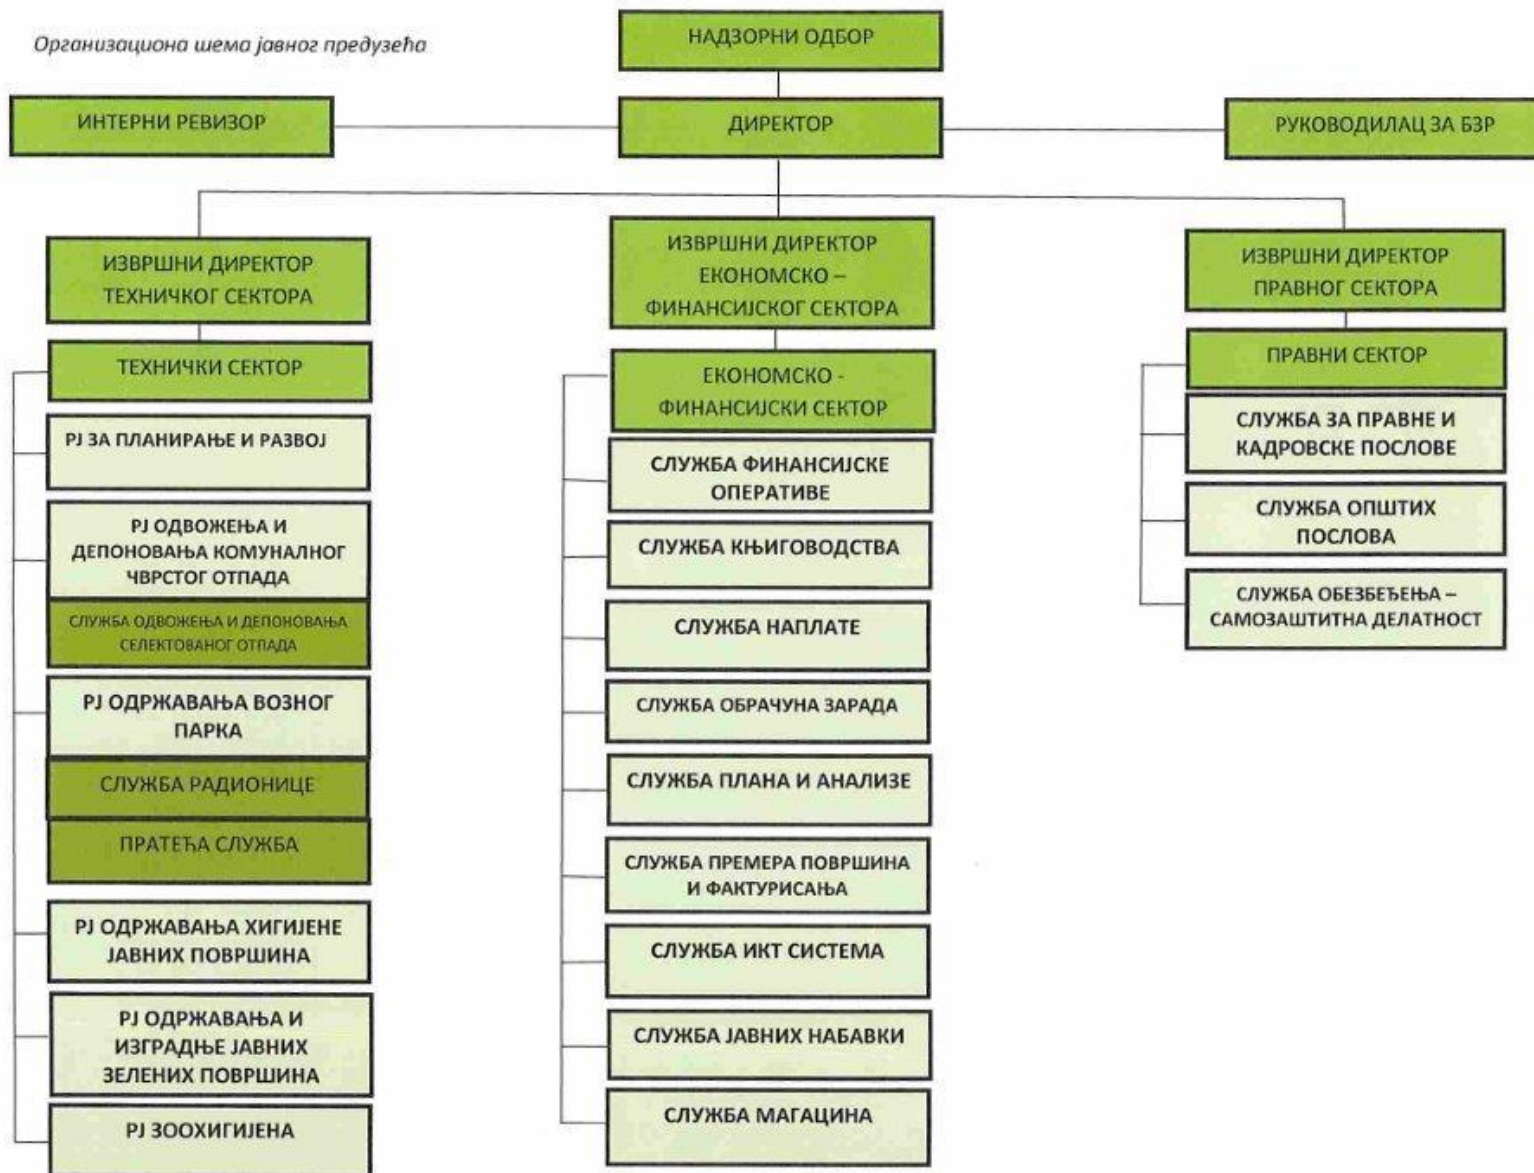 Организациона шема јавног предузећа
НАДЗОРНИ ОДБОР
ИНТЕРНИ РЕВИЗОР
ДИРЕКТОР
РУКОВОДИЛАЦ ЗА БЗР
ИЗВРШНИ ДИРЕКТОР
ТЕХНИЧКОГ СЕКТОРА
ТЕХНИЧКИ СЕКТОР
РЈ ЗА ПЛАНИРАЊЕ И РАЗВОЈ
РЈ ОДВОЖЕЊА И
ДЕПОНОВАЊА КОМУНАЛНОГ
ЧВРСТОГ ОТПАДА
СЛУЖБА ОДВОЖЕЊА И ДЕПОНОВАЊА
СЕЛЕКТОВАНОГ ОТПАДА
РЈ ОДРЖАВАЊА ВОЗНОГ
ПАРКА
СЛУЖБА РАДИОНИЦЕ
ПРАТЕЋА СЛУЖБА
РЈ ОДРЖАВАЊА ХИГИЈЕНЕ
ЈАВНИХ ПОВРШИНА
РЈ ОДРЖАВАЊА И
ИЗГРАДЊЕ ЈАВНИХ
ЗЕЛЕНИХ ПОВРШИНА
РЈ ЗООХИГИЈЕНА
ИЗВРШНИ ДИРЕКТОР
ЕКОНОМСКО –
ФИНАНСИЈСКОГ СЕКТОРА
ЕКОНОМСКО -
ФИНАНСИЈСКИ СЕКТОР
СЛУЖБА ФИНАНСИЈСКЕ
ОПЕРАТИВЕ
СЛУЖБА КЊИГОВОДСТВА
СЛУЖБА НАПЛАТЕ
СЛУЖБА ОБРАЧУНА ЗАРАДА
СЛУЖБА ПЛАНА И АНАЛИЗЕ
СЛУЖБА ПРЕМЕРА ПОВРШИНА
И ФАКТУРИСАЊА
СЛУЖБА ИКТ СИСТЕМА
СЛУЖБА ЈАВНИХ НАБАВКИ
СЛУЖБА МАГАЦИНА
ИЗВРШНИ ДИРЕКТОР
ПРАВНОГ СЕКТОРА
ПРАВНИ СЕКТОР
СЛУЖБА ЗА ПРАВНЕ И
КАДРОВСКЕ ПОСЛОВЕ
СЛУЖБА ОПШТИХ
ПОСЛОВА
СЛУЖБА ОБЕЗБЕЂЕЊА –
САМОЗАШТИТНА ДЕЛАТНОСТ